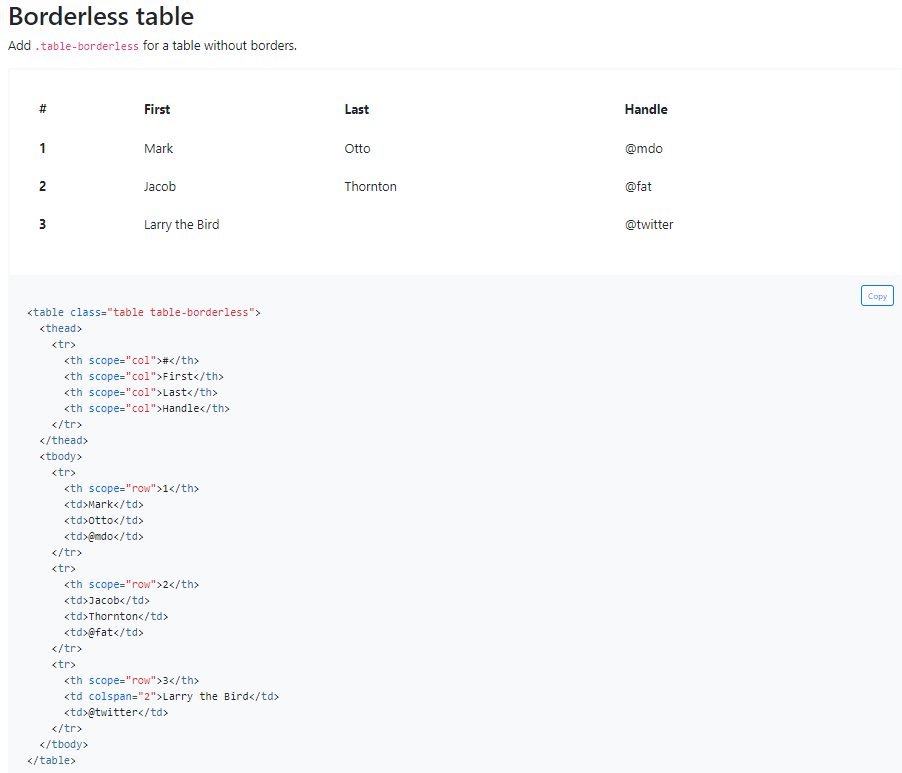 Borderless table
Add .table-borderless for a table without borders.
# First Last Handle
1 Mark Otto @mdo
2 Jacob Thornton @fat
3 Larry the Bird @twitter
Copy
<table class="table table-borderless">
  <thead>
    <tr>
      <th scope="col">#</th>
      <th scope="col">First</th>
      <th scope="col">Last</th>
      <th scope="col">Handle</th>
    </tr>
  </thead>
  <tbody>
    <tr>
      <th scope="row">1</th>
      <td>Mark</td>
      <td>Otto</td>
      <td>@mdo</td>
    </tr>
    <tr>
      <th scope="row">2</th>
      <td>Jacob</td>
      <td>Thornton</td>
      <td>@fat</td>
    </tr>
    <tr>
      <th scope="row">3</th>
      <td colspan="2">Larry the Bird</td>
      <td>@twitter</td>
    </tr>
  </tbody>
</table>